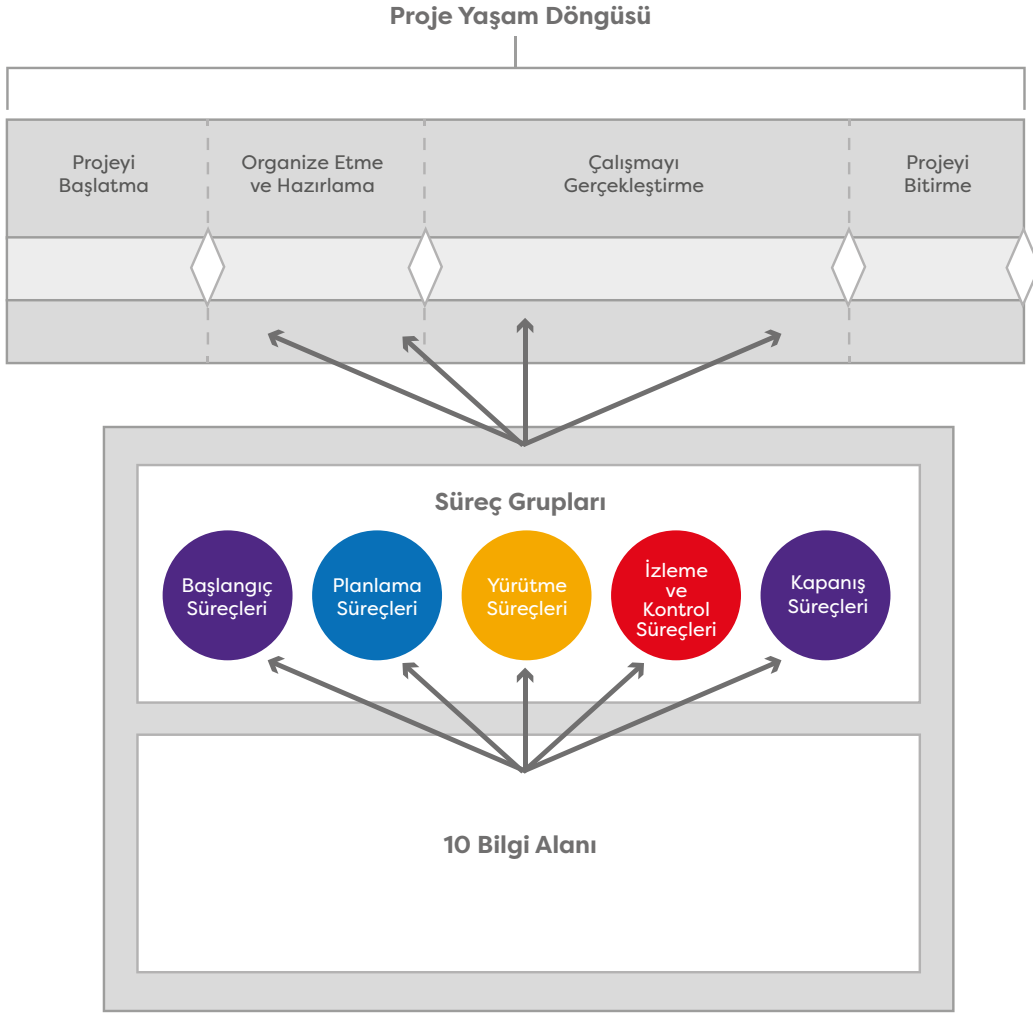 Proje Yaşam Döngüsü
Projeyi
Başlatma
Organize Etme
ve Hazırlama
Çalışmayı
Gerçekleştirme
Projeyi
Bitirme
Süreç Grupları
Başlangıç
Süreçleri
Planlama
Süreçleri
Yürütme
Süreçleri
İzleme
ve
Kontrol
Süreçleri
Kapanış
Süreçleri
10 Bilgi Alanı